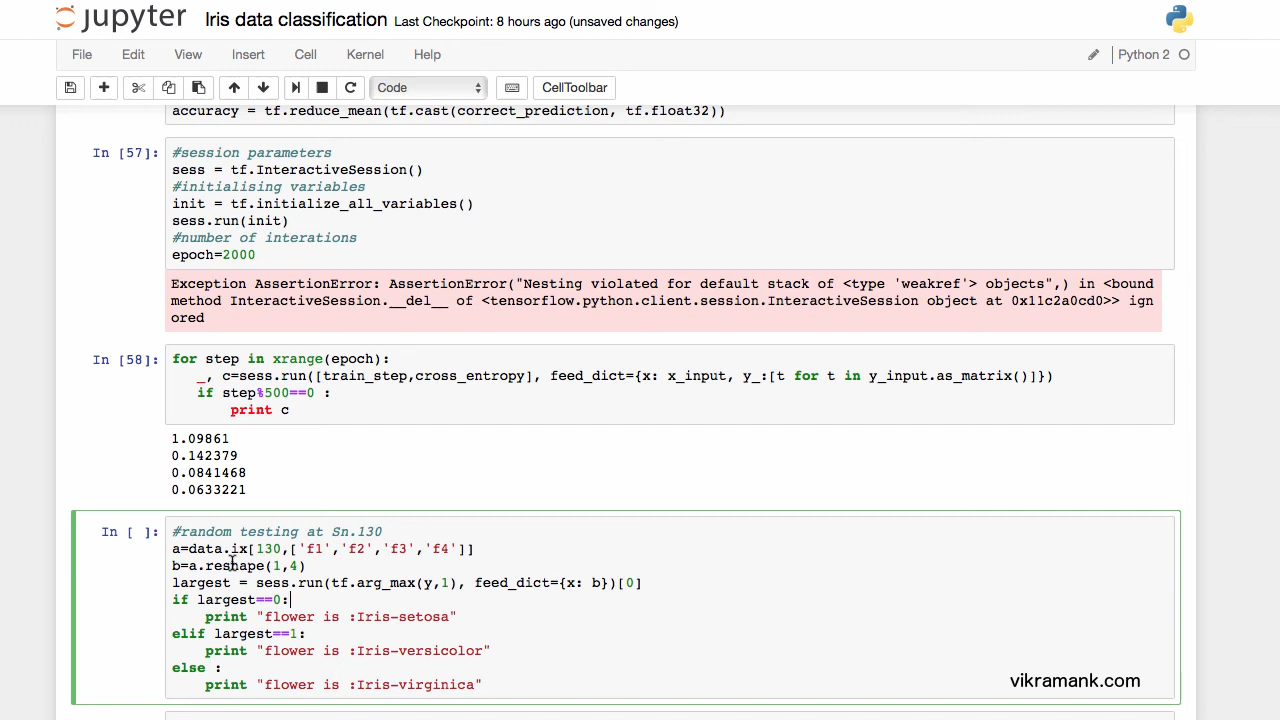 jupyter Iris data classification Last Checkpoint: 8 hours ago (unsaved changes)
File Edit View Insert Cell Kernel Help Python 2
Code CellToolbar
accuracy = tf.reduce_mean(tf.cast(correct_prediction, tf.float32))
In [57]: #session parameters
sess = tf.InteractiveSession()
#initialising variables
init = tf.initialize_all_variables()
sess.run(init)
#number of interations
epoch=2000
Exception AssertionError: AssertionError("Nesting violated for default stack of <type 'weakref'> objects",) in <bound
method InteractiveSession.__del__ of <tensorflow.python.client.session.InteractiveSession object at 0x11c2a0cd0>> ign
ored
In [58]: for step in xrange(epoch):
_, c=sess.run([train_step,cross_entropy], feed_dict={x: x_input, y_:[t for t in y_input.as_matrix()]})
if step%500==0 :
print c
1.09861
0.142379
0.0841468
0.0633221
In [ ]: #random testing at Sn.130
a=data.ix[130,['f1','f2','f3','f4']]
b=a.reshape(1,4)
largest = sess.run(tf.arg_max(y,1), feed_dict={x: b})[0]
if largest==0:
print "flower is :Iris-setosa"
elif largest==1:
print "flower is :Iris-versicolor"
else :
print "flower is :Iris-virginica"
vikramank.com